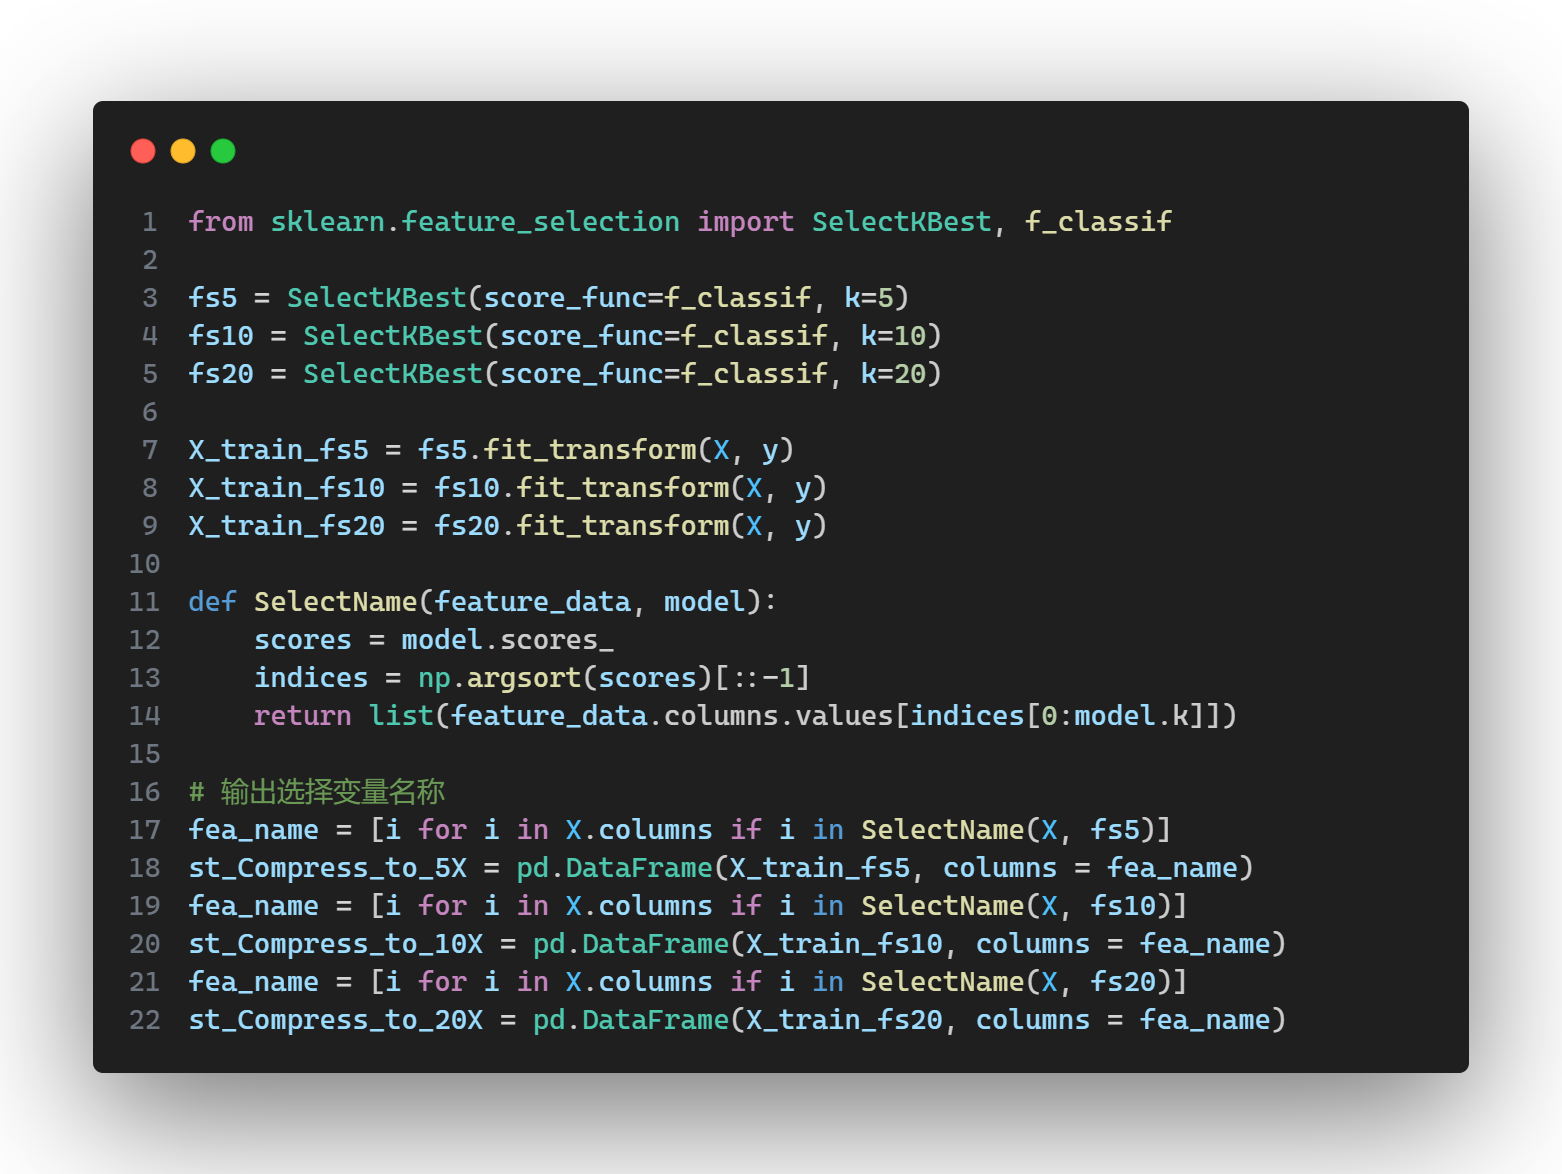 1 from sklearn.feature_selection import SelectKBest, f_classif
2
3 fs5 = SelectKBest(score_func=f_classif, k=5)
4 fs10 = SelectKBest(score_func=f_classif, k=10)
5 fs20 = SelectKBest(score_func=f_classif, k=20)
6
7 X_train_fs5 = fs5.fit_transform(X, y)
8 X_train_fs10 = fs10.fit_transform(X, y)
9 X_train_fs20 = fs20.fit_transform(X, y)
10
11 def SelectName(feature_data, model):
12     scores = model.scores_
13     indices = np.argsort(scores)[::-1]
14     return list(feature_data.columns.values[indices[0:model.k]])
15
16 # 输出选择变量名称
17 fea_name = [i for i in X.columns if i in SelectName(X, fs5)]
18 st_Compress_to_5X = pd.DataFrame(X_train_fs5, columns = fea_name)
19 fea_name = [i for i in X.columns if i in SelectName(X, fs10)]
20 st_Compress_to_10X = pd.DataFrame(X_train_fs10, columns = fea_name)
21 fea_name = [i for i in X.columns if i in SelectName(X, fs20)]
22 st_Compress_to_20X = pd.DataFrame(X_train_fs20, columns = fea_name)